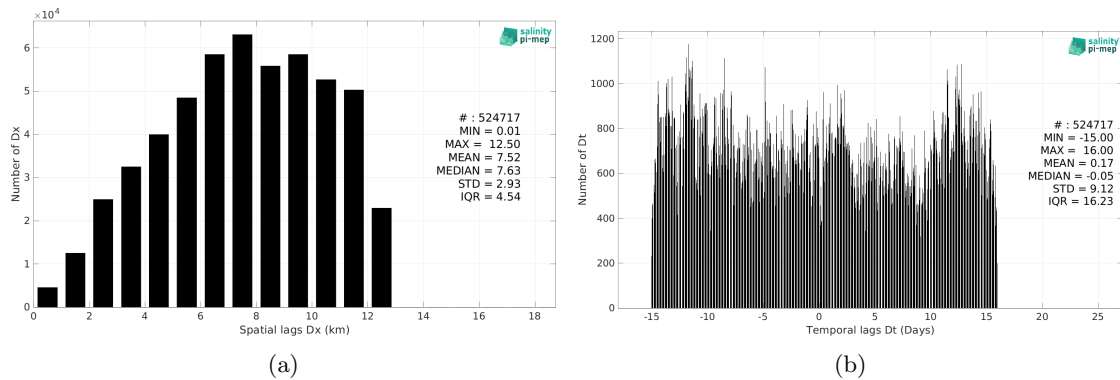 ×10⁴
6
5
4
3
2
1
0
Number of Dx
0 2 4 6 8 10 12 14 16 18
Spatial lags Dx (km)
salinity
pi-mep
# : 524717
MIN = 0.01
MAX = 12.50
MEAN = 7.52
MEDIAN = 7.63
STD = 2.93
IQR = 4.54
(a)
1200
1000
800
600
400
200
0
Number of Dt
-15 -10 -5 0 5 10 15 20 25
Temporal lags Dt (Days)
salinity
pi-mep
# : 524717
MIN = -15.00
MAX = 16.00
MEAN = 0.17
MEDIAN = -0.05
STD = 9.12
IQR = 16.23
(b)